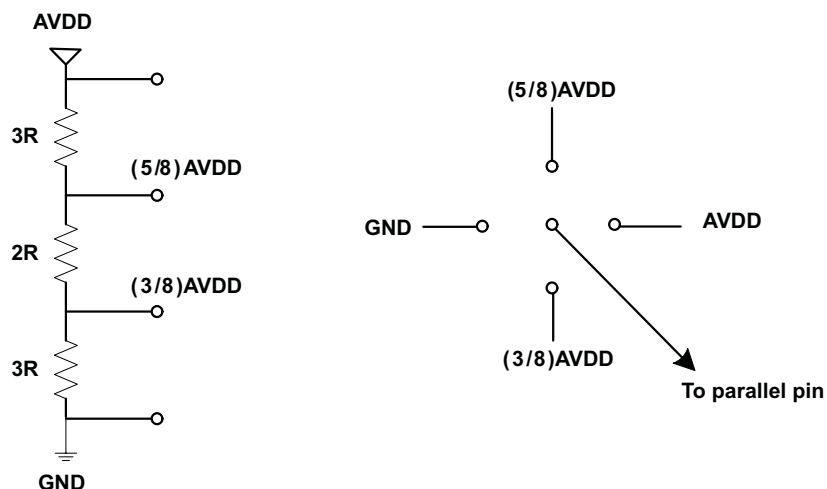 AVDD
3R
(5/8)AVDD
2R
(3/8)AVDD
3R
GND
(5/8)AVDD
GND
AVDD
(3/8)AVDD
To parallel pin